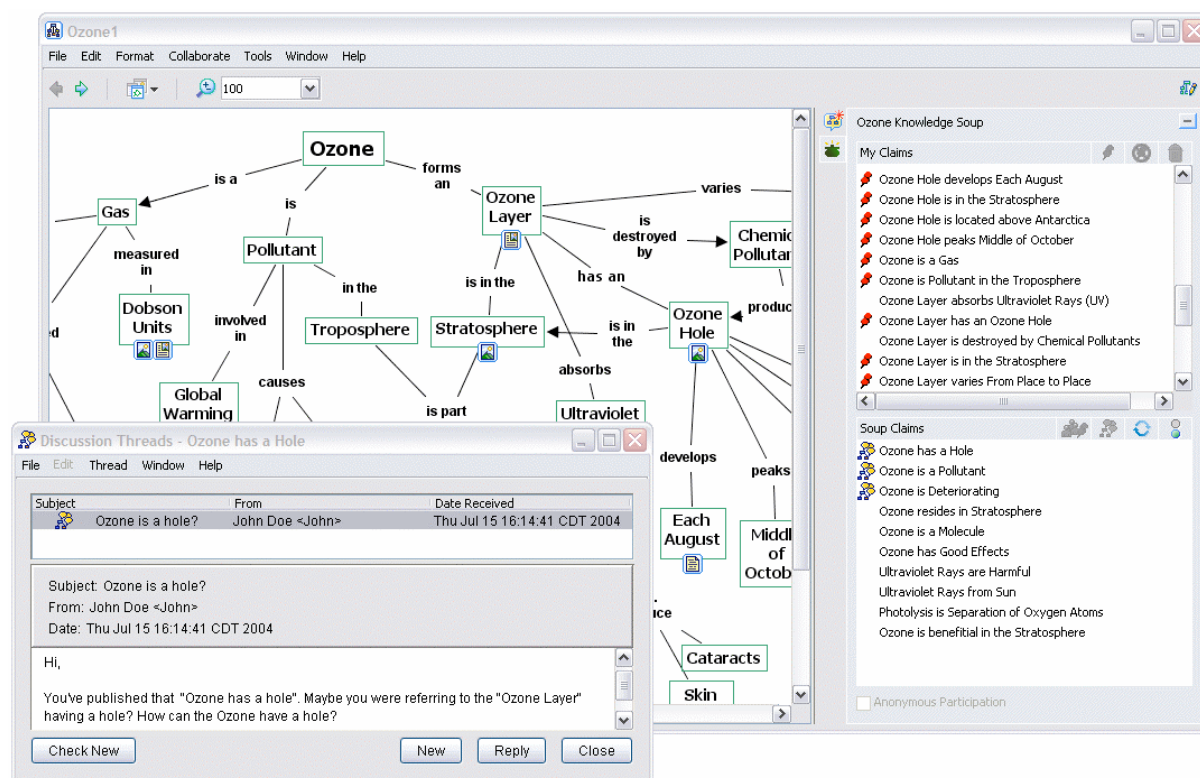 Ozone1
File Edit Format Collaborate Tools Window Help
100
Ozone
is a
forms
an
is
Gas
measured
in
Dobson
Units
Pollutant
involved
in
Global
Warming
causes
in the
Troposphere
is part
Ozone
Layer
is in the
Stratosphere
varies
is
destroyed
by
Pollutan
has an
Ozone
Hole
is in
the
produc
absorbs
Ultraviolet
develops
Each
August
peaks
Middl
of
Octob
Cataracts
Skin
Ozone Knowledge Soup
My Claims
Ozone Hole develops Each August
Ozone Hole is in the Stratosphere
Ozone Hole is located above Antarctica
Ozone Hole peaks Middle of October
Ozone is a Gas
Ozone is Pollutant in the Troposphere
Ozone Layer absorbs Ultraviolet Rays (UV)
Ozone Layer has an Ozone Hole
Ozone Layer is destroyed by Chemical Pollutants
Ozone Layer is in the Stratosphere
Ozone Layer varies From Place to Place
Soup Claims
Ozone has a Hole
Ozone is a Pollutant
Ozone is Deteriorating
Ozone resides in Stratosphere
Ozone is a Molecule
Ozone has Good Effects
Ultraviolet Rays are Harmful
Ultraviolet Rays from Sun
Photolysis is Separation of Oxygen Atoms
Ozone is benefitial in the Stratosphere
Anonymous Participation
Discussion Threads - Ozone has a Hole
File Edit Thread Window Help
Subject From Date Received
Ozone is a hole? John Doe <John> Thu Jul 15 16:14:41 CDT 2004
Subject: Ozone is a hole?
From: John Doe <John>
Date: Thu Jul 15 16:14:41 CDT 2004
Hi,
You've published that "Ozone has a hole". Maybe you were referring to the "Ozone Layer"
having a hole? How can the Ozone have a hole?
Check New New Reply Close